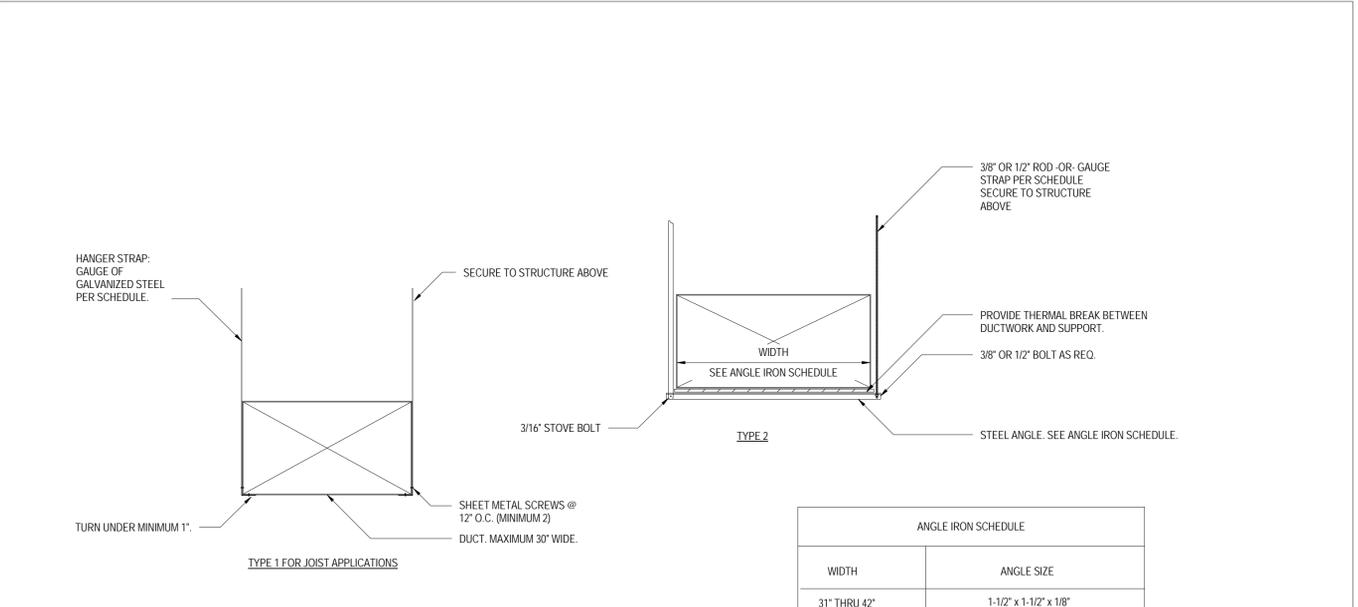 HANGER STRAP:
GAUGE OF
GALVANIZED STEEL
PER SCHEDULE.
SECURE TO STRUCTURE ABOVE
TURN UNDER MINIMUM 1".
SHEET METAL SCREWS @
12" O.C. (MINIMUM 2)
DUCT. MAXIMUM 30" WIDE.
TYPE 1 FOR JOIST APPLICATIONS
3/8" OR 1/2" ROD -OR- GAUGE
STRAP PER SCHEDULE
SECURE TO STRUCTURE
ABOVE
PROVIDE THERMAL BREAK BETWEEN
DUCTWORK AND SUPPORT.
3/8" OR 1/2" BOLT AS REQ.
WIDTH
SEE ANGLE IRON SCHEDULE
3/16" STOVE BOLT
STEEL ANGLE. SEE ANGLE IRON SCHEDULE.
TYPE 2
ANGLE IRON SCHEDULE
WIDTH
ANGLE SIZE
31" THRU 42"
1-1/2" x 1-1/2" x 1/8"